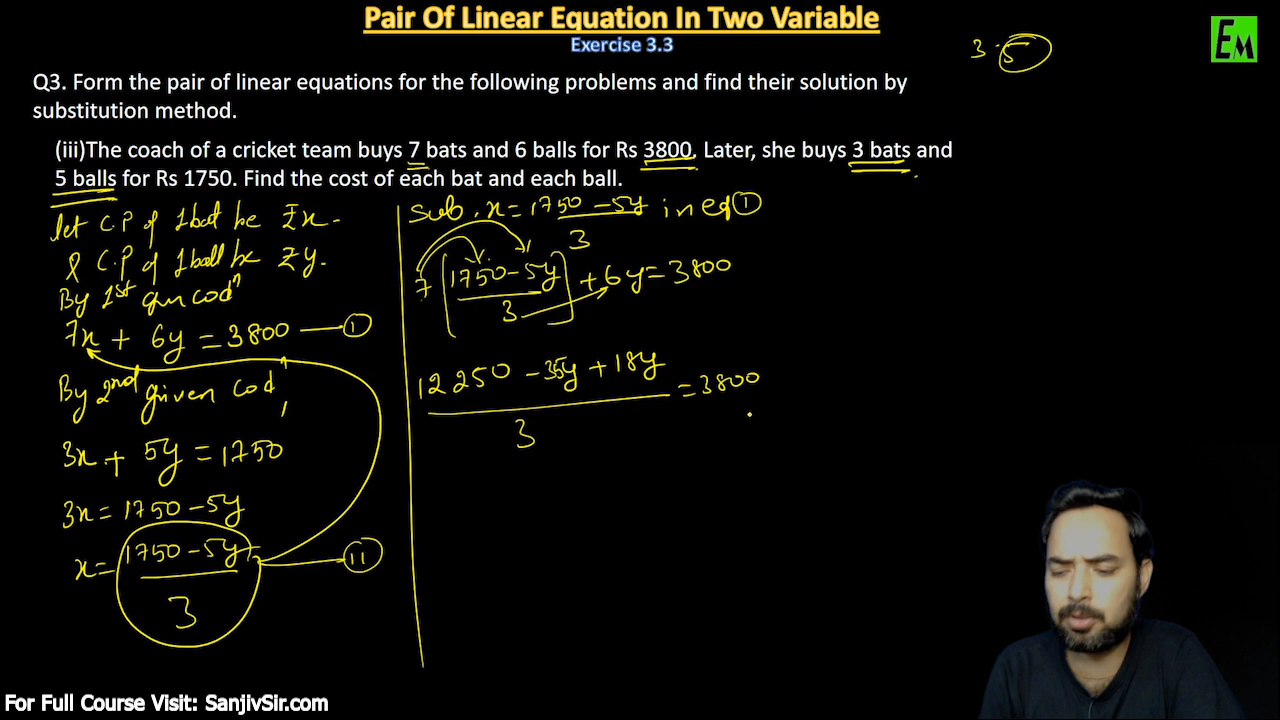 Pair Of Linear Equation In Two Variable
Exercise 3.3
3.5
EM
Q3. Form the pair of linear equations for the following problems and find their solution by
substitution method.
(iii)The coach of a cricket team buys 7 bats and 6 balls for Rs 3800. Later, she buys 3 bats and
5 balls for Rs 1750. Find the cost of each bat and each ball.
let C.P of 1 bat be ₹x.
& C.P of 1 ball be ₹y.
By 1st codⁿ
7x + 6y = 3800 — (I)
By 2nd given codⁿ
3x + 5y = 1750
3x = 1750 - 5y
x = 1750 - 5y — (II)
3
Sub. x = 1750 - 5y in eq (I)
3
7 [1750 - 5y] + 6y = 3800
3
12250 - 35y + 18y = 3800
3
For Full Course Visit: SanjivSir.com